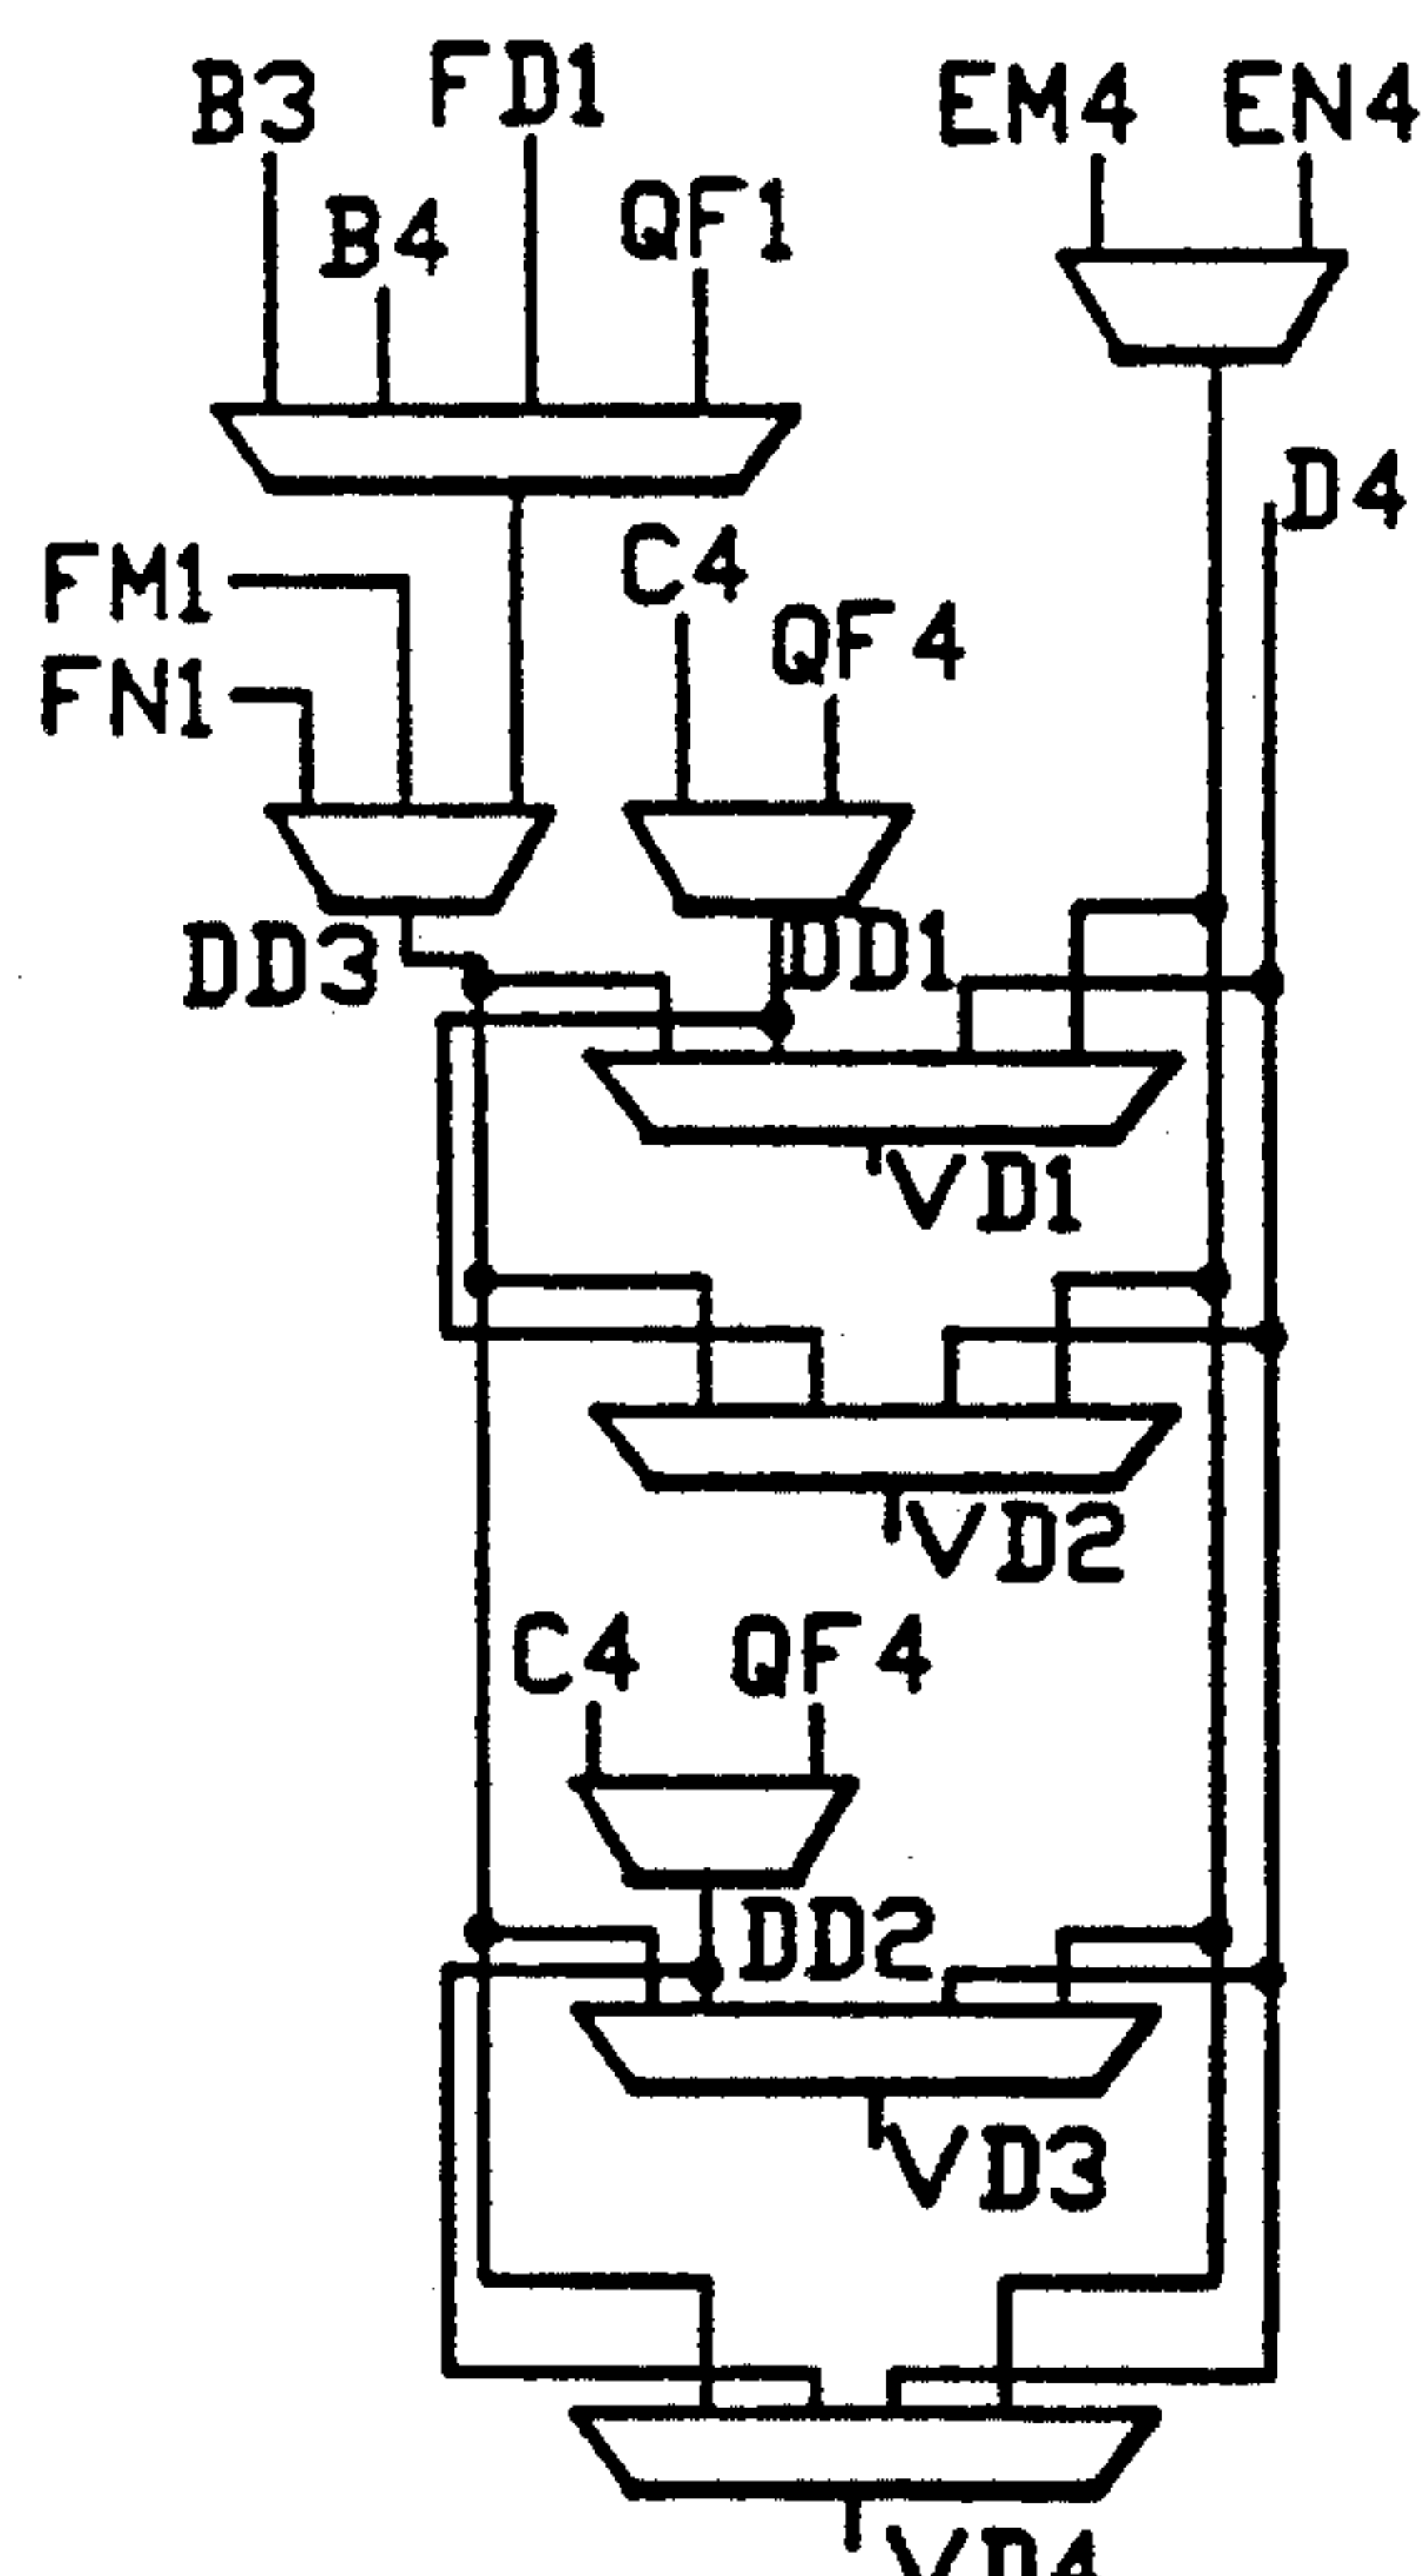 B3 FD1 EM4 EN4
B4 QF1
D4
FM1 C4
QF4
FN1
DD3 DD1
VD1
VD2
C4 QF4
DD2
VD3
VD4